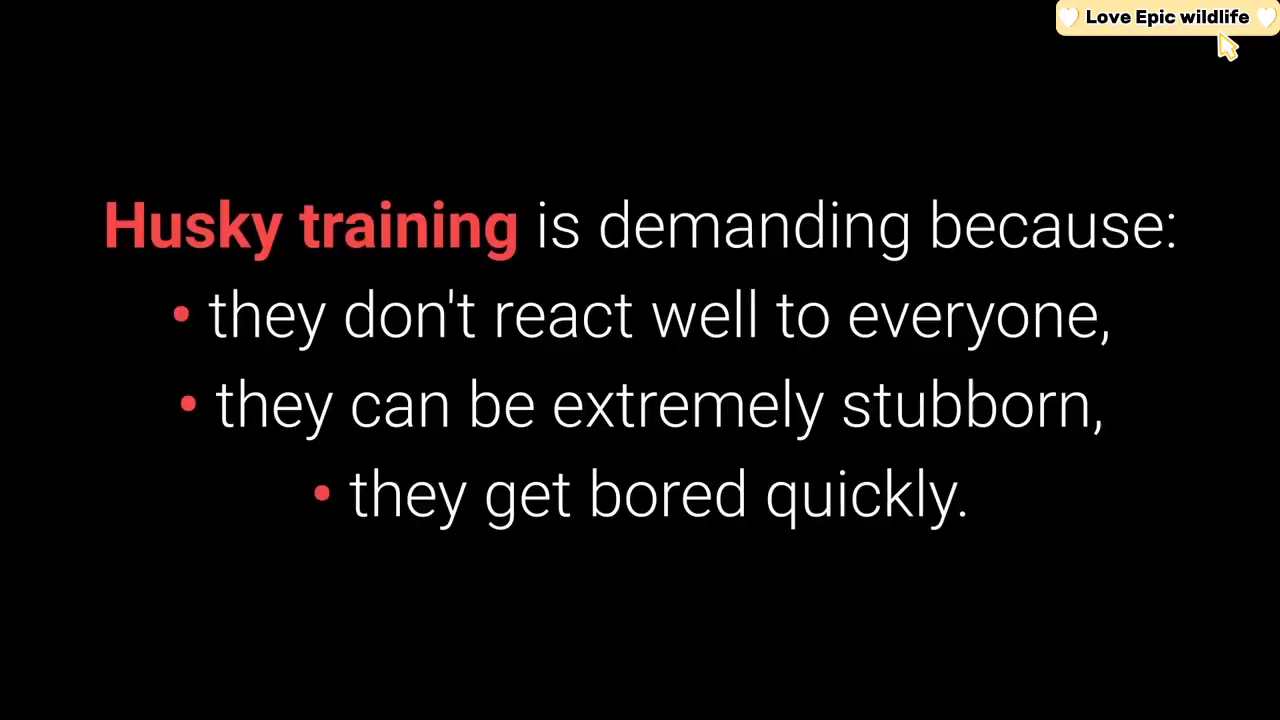 🤍 Love Epic wildlife 🤍
Husky training is demanding because:
• they don't react well to everyone,
• they can be extremely stubborn,
• they get bored quickly.